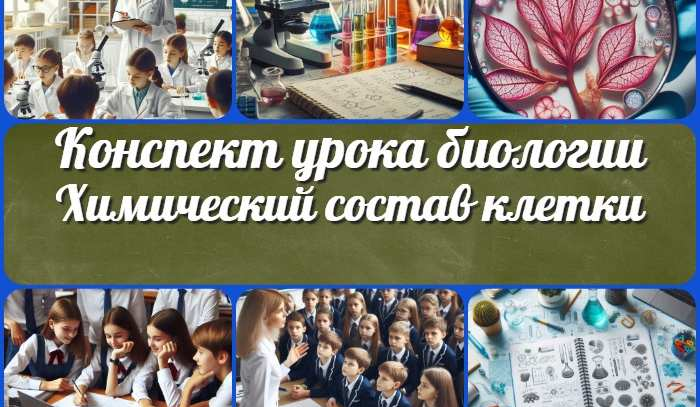 Конспект урока биологии
Химический состав клетки